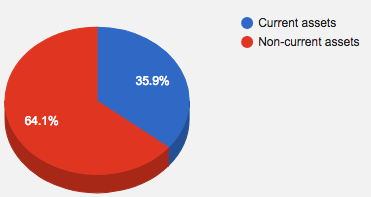 Current assets
Non-current assets
35.9%
64.1%